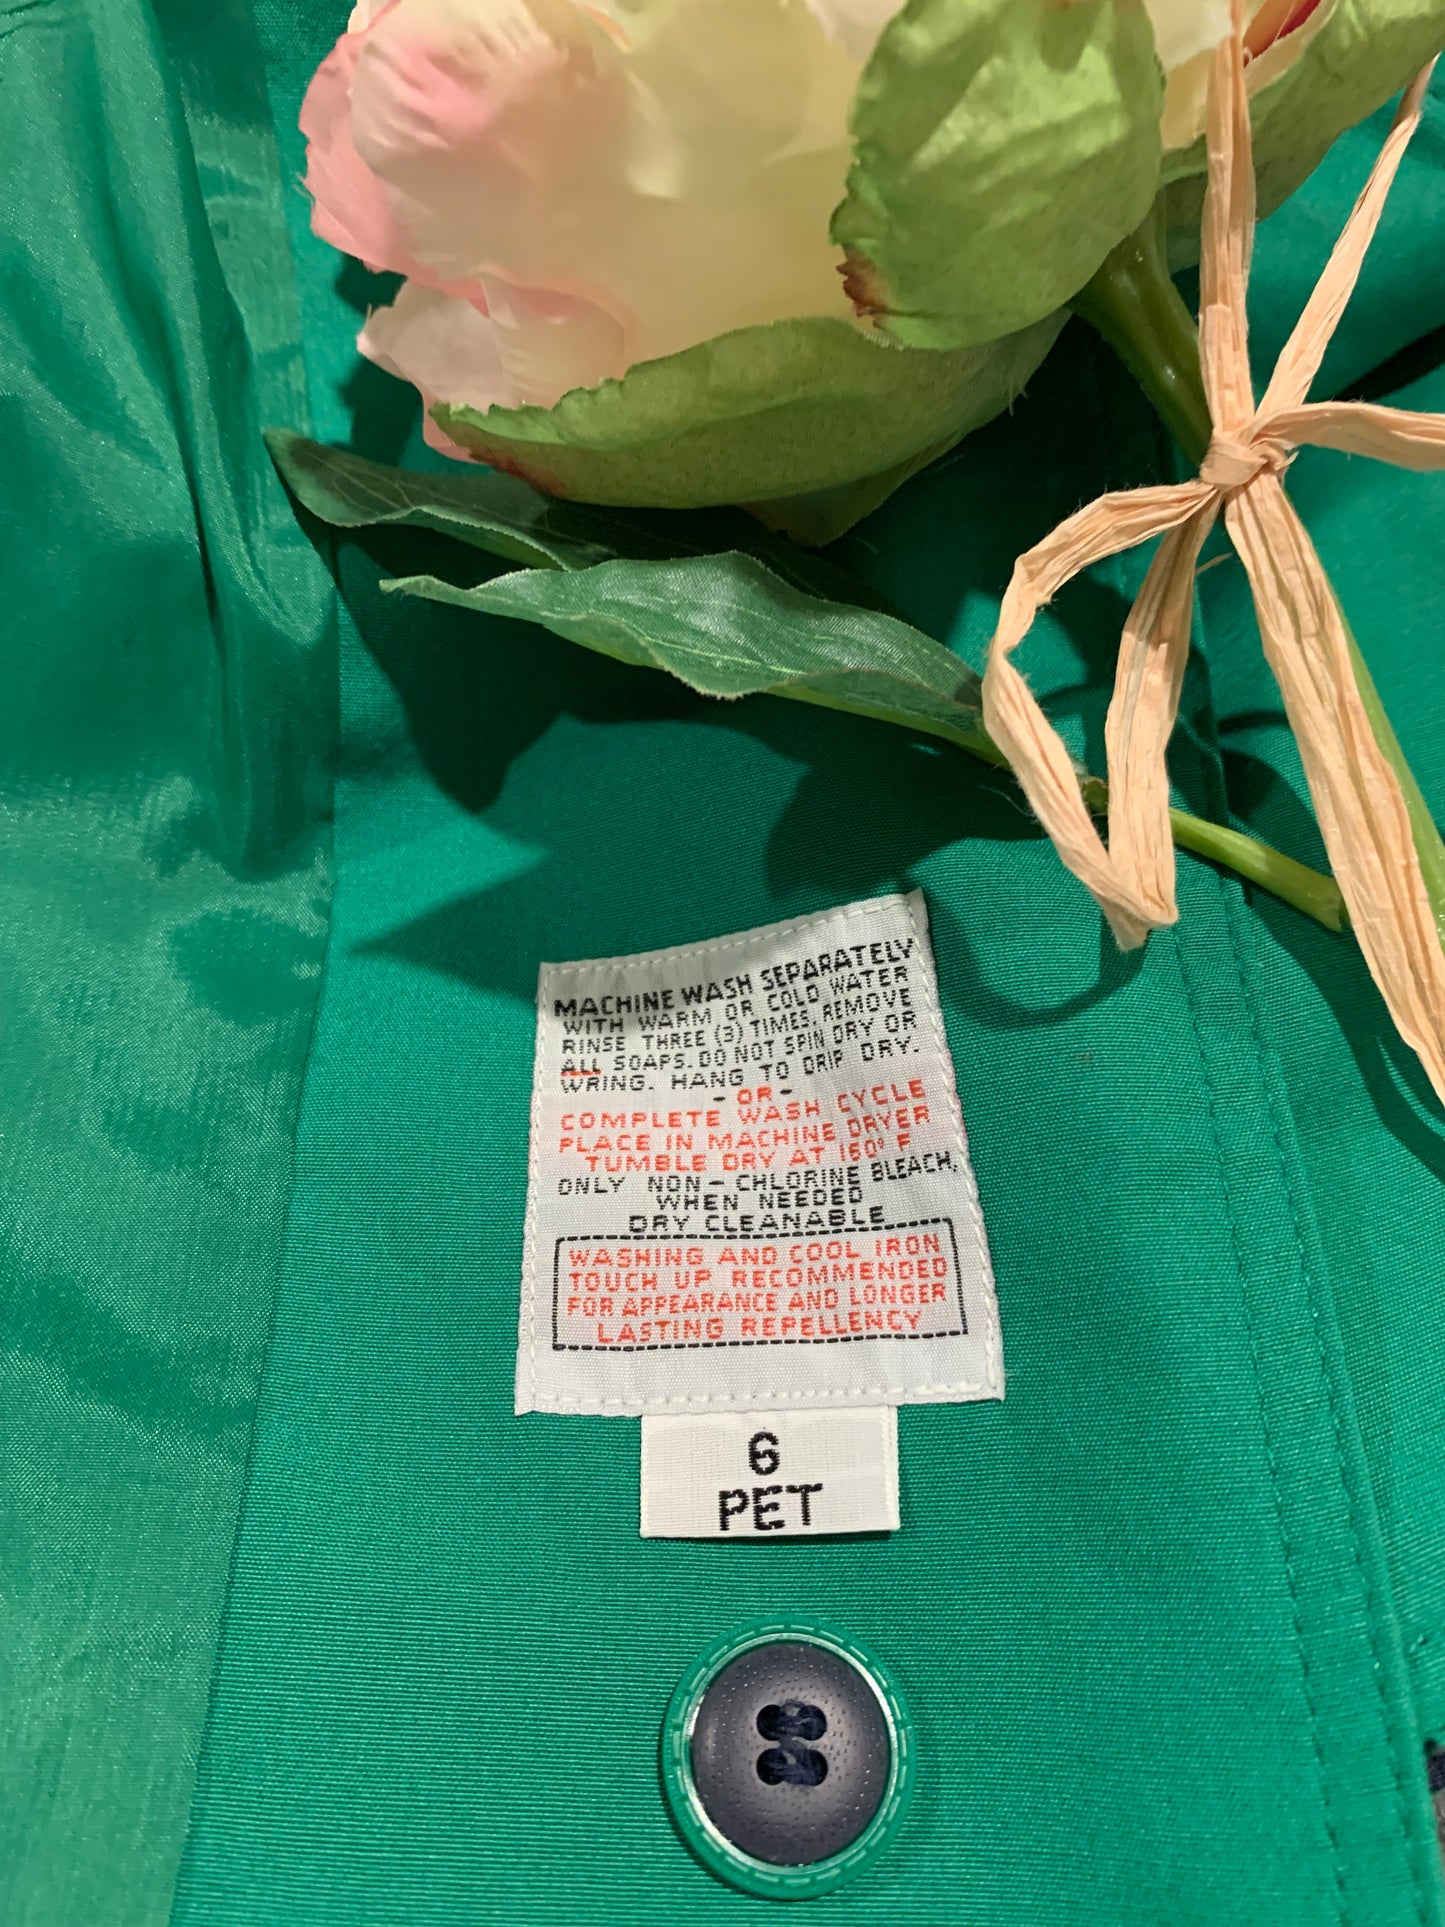 MACHINE WASH SEPARATELY
WITH WARM OR COLD WATER
RINSE THREE (3) TIMES, REMOVE
ALL SOAPS. DO NOT SPIN DRY OR
WRING. HANG TO DRIP DRY.
- OR -
COMPLETE WASH CYCLE
PLACE IN MACHINE DRYER
TUMBLE DRY AT 160° F
ONLY NON - CHLORINE BLEACH,
WHEN NEEDED
DRY CLEANABLE
WASHING AND COOL IRON
TOUCH UP RECOMMENDED
FOR APPEARANCE AND LONGER
LASTING REPELLENCY
6
PET